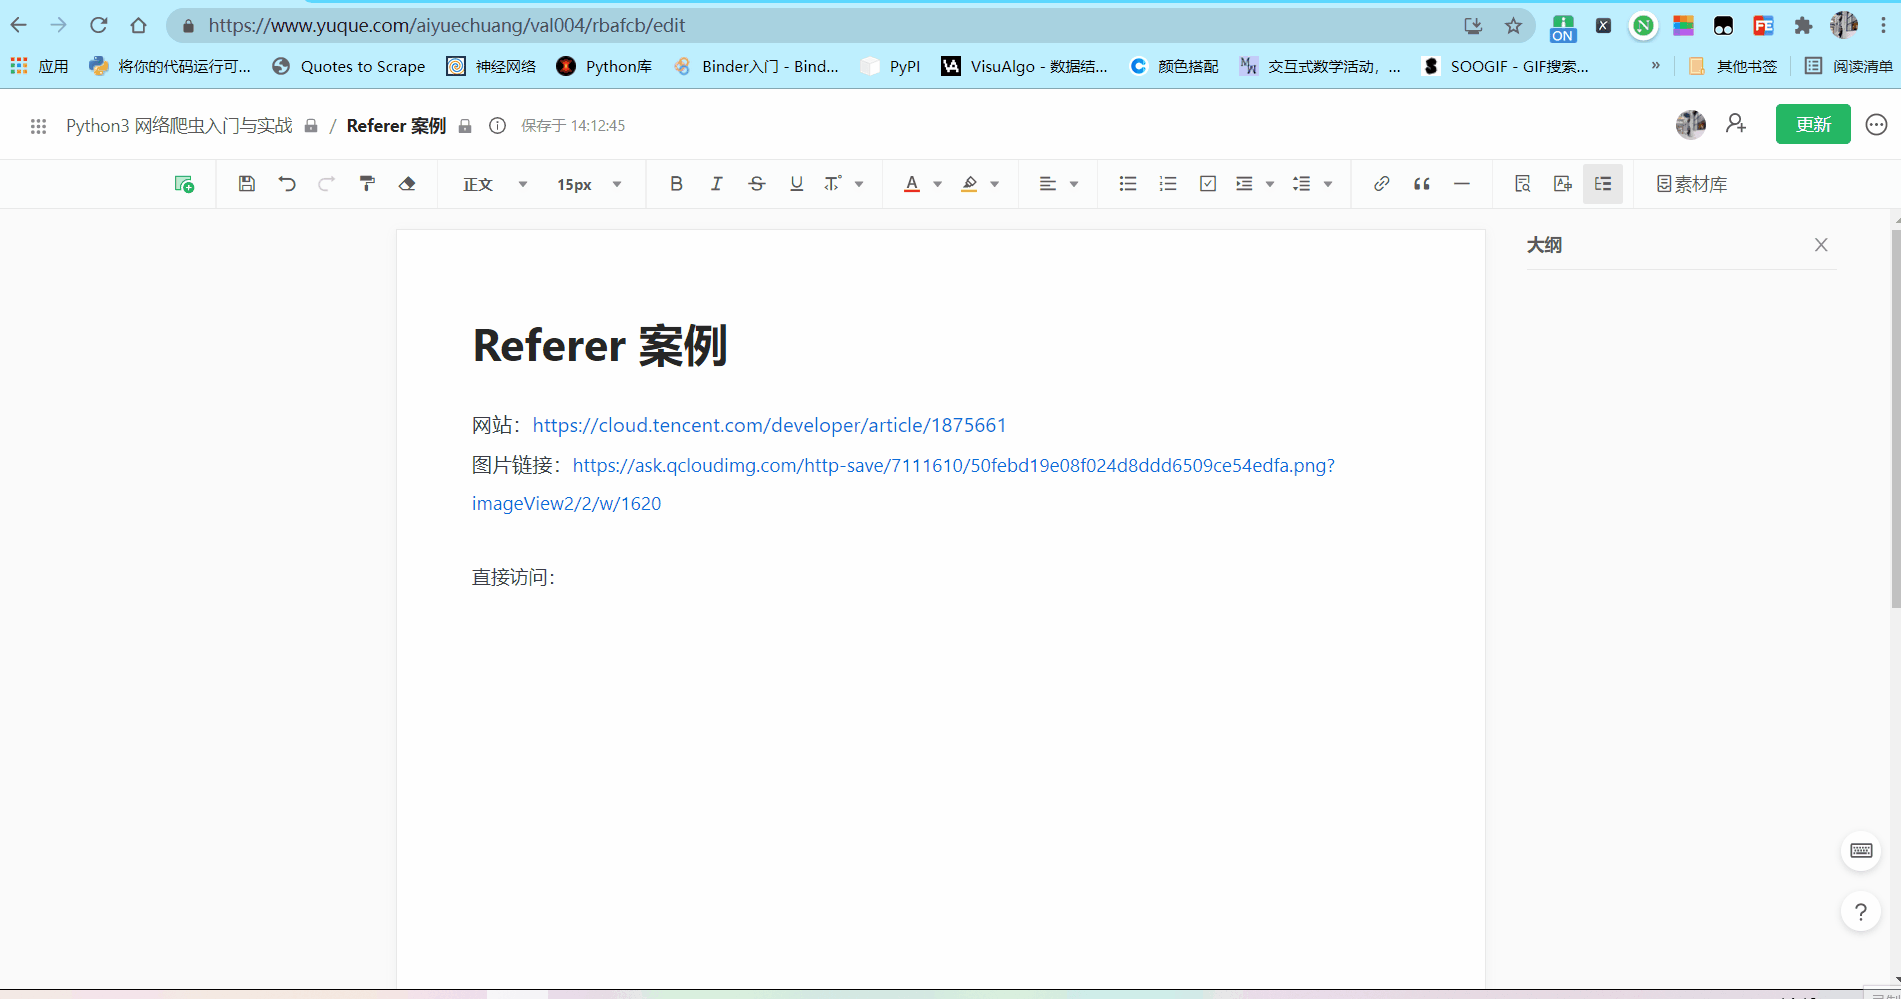 https://www.yuque.com/aiyuechuang/val004/rbafcb/edit
ON
应用 将你的代码运行可... Quotes to Scrape 神经网络 Python库 Binder入门 - Bind... PyPI VisuAlgo - 数据结... 颜色搭配 交互式数学活动，... SOOGIF - GIF搜索... » 其他书签 阅读清单
Python3 网络爬虫入门与实战 / Referer 案例 保存于 14:12:45 更新
正文 15px B I S U A 素材库
大纲
Referer 案例
网站：https://cloud.tencent.com/developer/article/1875661
图片链接：https://ask.qcloudimg.com/http-save/7111610/50febd19e08f024d8ddd6509ce54edfa.png?
imageView2/2/w/1620
直接访问：
?